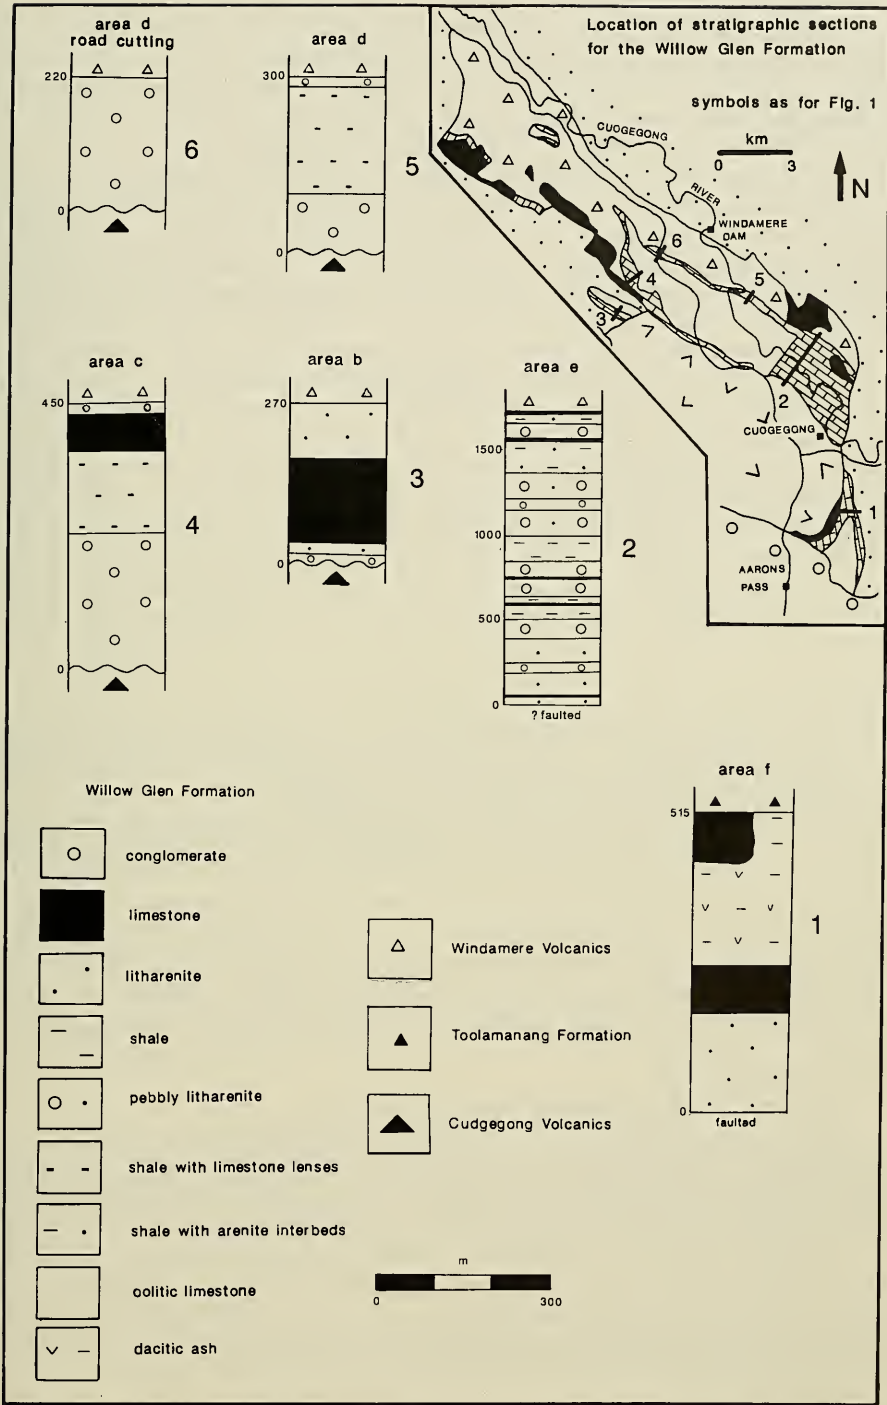 area d
road cutting
220
0
6
area d
300
0
5
Location of stratigraphic sections
for the Willow Glen Formation
symbols as for Fig. 1
km
0 3
N
CUOGEGONG
RIVER
WINDAMERE
DAM
6
5
4
3
2
CUOGEGONG
1
AARONS
PASS
area c
450
0
4
area b
270
0
3
area e
1500
1000
500
0
? faulted
2
area f
515
0
faulted
1
Willow Glen Formation
conglomerate
limestone
litharenite
shale
pebbly litharenite
shale with limestone lenses
shale with arenite interbeds
oolitic limestone
dacitic ash
Windamere Volcanics
Toolamanang Formation
Cudgegong Volcanics
m
0 300